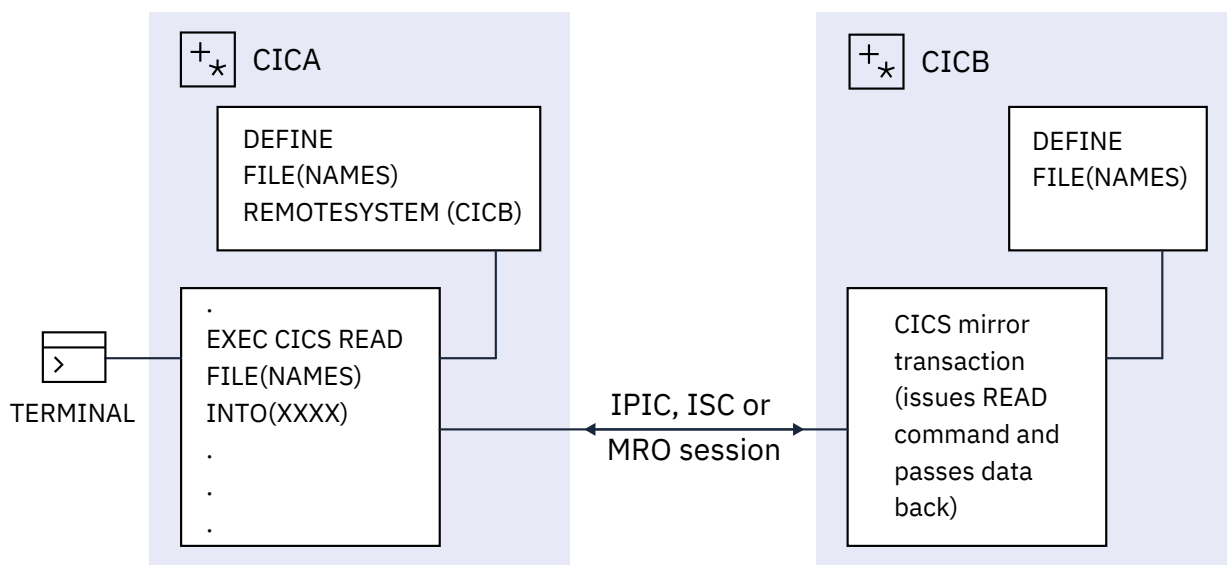 CICA
DEFINE
FILE(NAMES)
REMOTESYSTEM (CICB)
TERMINAL
.
EXEC CICS READ
FILE(NAMES)
INTO(XXXX)
.
.
.
IPIC, ISC or
MRO session
CICB
DEFINE
FILE(NAMES)
CICS mirror
transaction
(issues READ
command and
passes data
back)